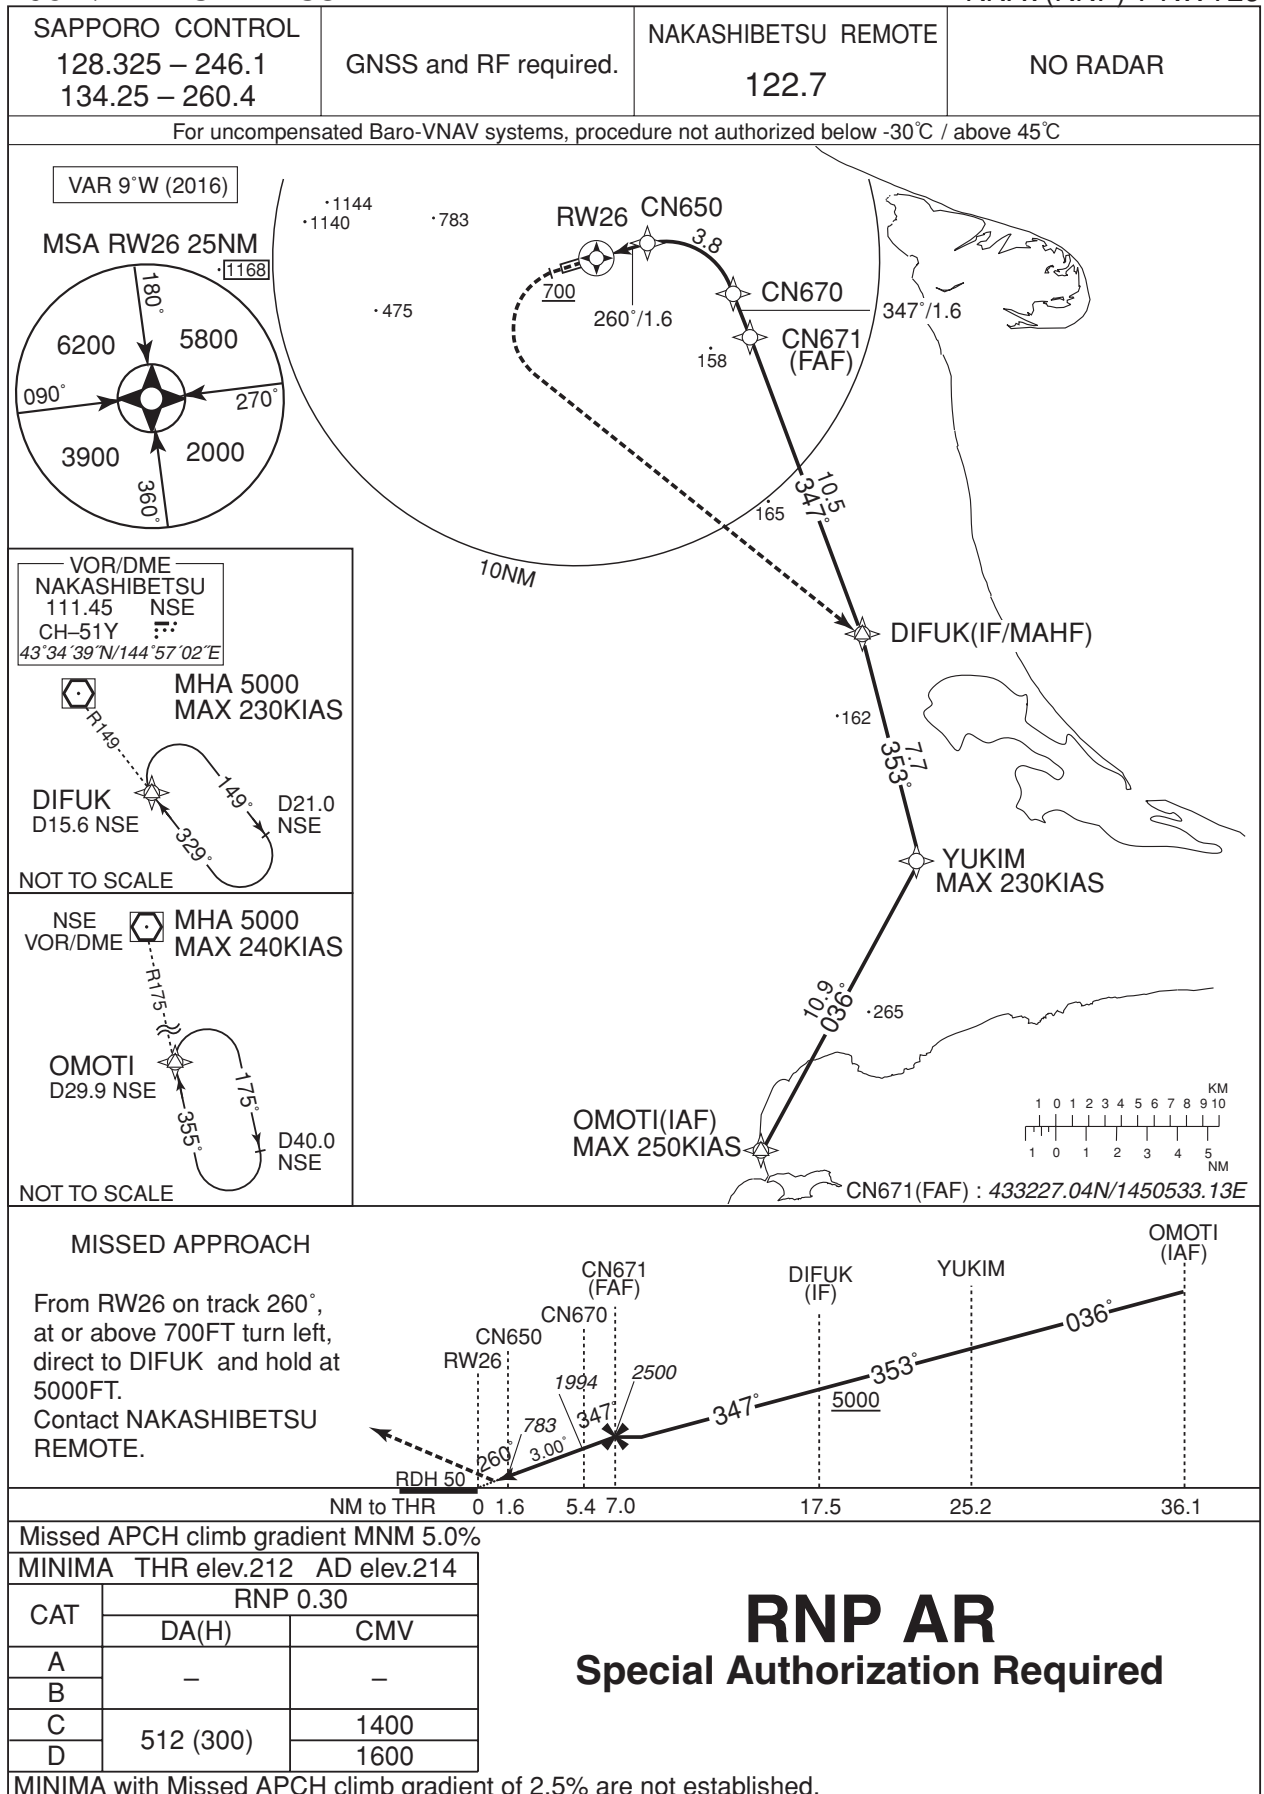 SAPPORO CONTROL
128.325 – 246.1
134.25 – 260.4
GNSS and RF required.
NAKASHIBETSU REMOTE
122.7
NO RADAR
For uncompensated Baro-VNAV systems, procedure not authorized below -30℃ / above 45℃
VAR 9°W (2016)
MSA RW26 25NM
180°
6200
5800
090°
270°
3900
2000
360°
1168
1144
1140
783
475
RW26
CN650
3.8
700
260°/1.6
CN670
347°/1.6
CN671
(FAF)
158
10.5
347°
165
10NM
DIFUK(IF/MAHF)
162
7.7
353°
YUKIM
MAX 230KIAS
10.9
036°
265
OMOTI(IAF)
MAX 250KIAS
KM
1 0 1 2 3 4 5 6 7 8 9 10
1 0 1 2 3 4 5
NM
CN671(FAF) : 433227.04N/1450533.13E
VOR/DME
NAKASHIBETSU
111.45 NSE
CH–51Y
43°34´39˝N/144°57´02˝E
MHA 5000
MAX 230KIAS
R149
DIFUK
D15.6 NSE
149°
329°
D21.0
NSE
NOT TO SCALE
NSE
VOR/DME
MHA 5000
MAX 240KIAS
R175
OMOTI
D29.9 NSE
175°
355°
D40.0
NSE
NOT TO SCALE
MISSED APPROACH
From RW26 on track 260°,
at or above 700FT turn left,
direct to DIFUK and hold at
5000FT.
Contact NAKASHIBETSU
REMOTE.
OMOTI
(IAF)
YUKIM
DIFUK
(IF)
CN671
(FAF)
CN670
CN650
RW26
036°
353°
5000
347°
2500
1994
347°
783
3.00°
260°
RDH 50
NM to THR 0 1.6 5.4 7.0 17.5 25.2 36.1
Missed APCH climb gradient MNM 5.0%
MINIMA THR elev.212 AD elev.214
CAT
RNP 0.30
DA(H) CMV
A
B
– –
C
D
512 (300)
1400
1600
RNP AR
Special Authorization Required
MINIMA with Missed APCH climb gradient of 2.5% are not established.